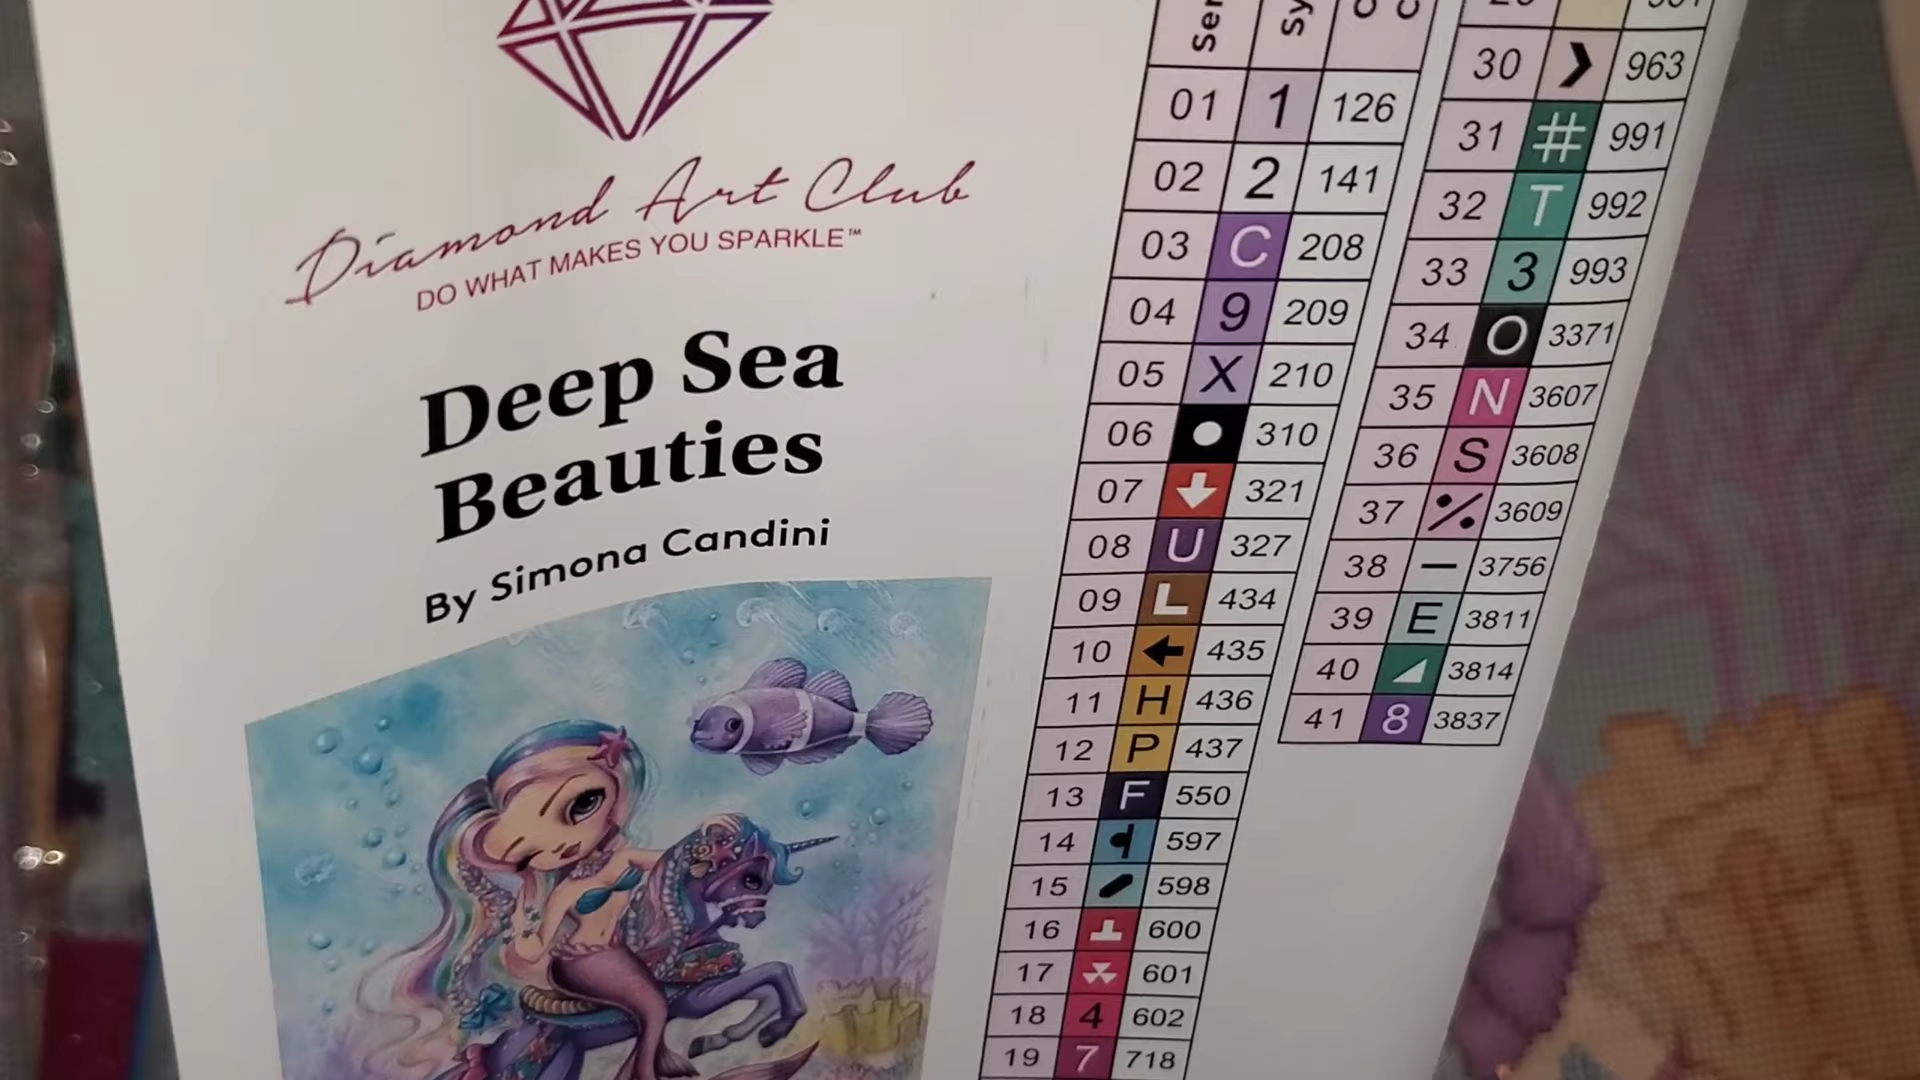 Diamond Art Club
DO WHAT MAKES YOU SPARKLE™
Deep Sea
Beauties
By Simona Candini
01 1 126
02 2 141
03 C 208
04 9 209
05 X 210
06 310
07 321
08 U 327
09 L 434
10 435
11 H 436
12 P 437
13 F 550
14 597
15 598
16 600
17 601
18 4 602
19 7 718
30 963
31 # 991
32 T 992
33 3 993
34 O 3371
35 N 3607
36 S 3608
37 3609
38 — 3756
39 E 3811
40 3814
41 8 3837